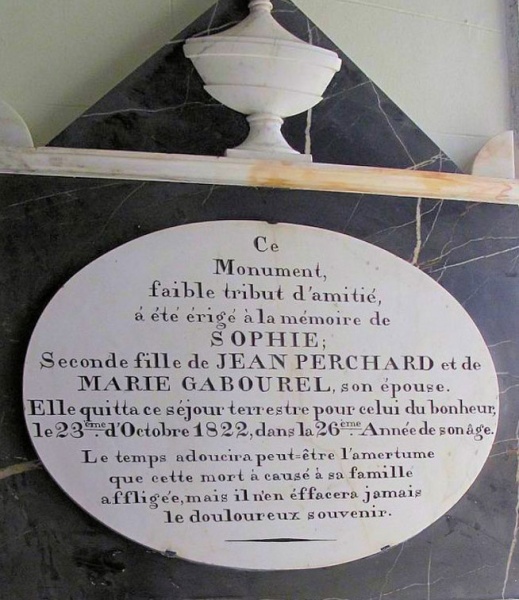 Ce
Monument,
faible tribut d'amitié,
á été érigé à la mémoire de
SOPHIE;
Seconde fille de JEAN PERCHARD et de
MARIE GABOUREL, son épouse.
Elle quitta ce séjour terrestre pour celui du bonheur,
le 23ème d'Octobre 1822, dans la 26ème Année de son âge.
Le temps adoucira peut-être l'amertume
que cette mort à causé à sa famille
affligée, mais il n'en éffacera jamais
le douloureux souvenir.